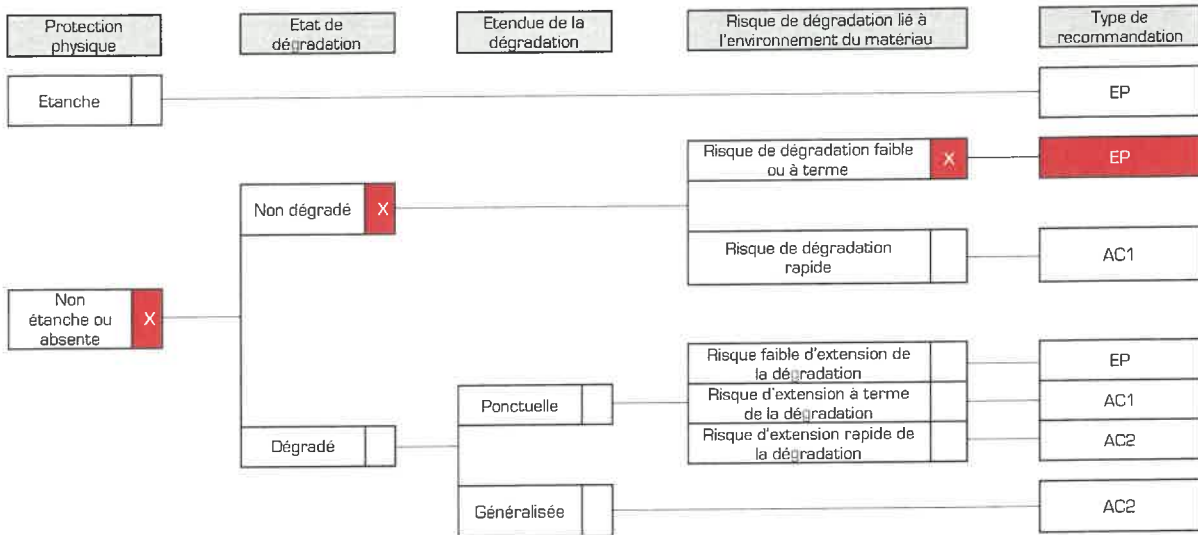 Protection
physique
Etat de
dégradation
Etendue de la
dégradation
Risque de dégradation lié à
l'environnement du matériau
Type de
recommandation
Etanche
EP
Risque de dégradation faible
ou à terme
X
EP
Non dégradé
X
Risque de dégradation
rapide
AC1
Non
étanche ou
absente
X
Risque faible d'extension de
la dégradation
EP
Ponctuelle
Risque d'extension à terme
de la dégradation
AC1
Dégradé
Risque d'extension rapide de
la dégradation
AC2
Généralisée
AC2